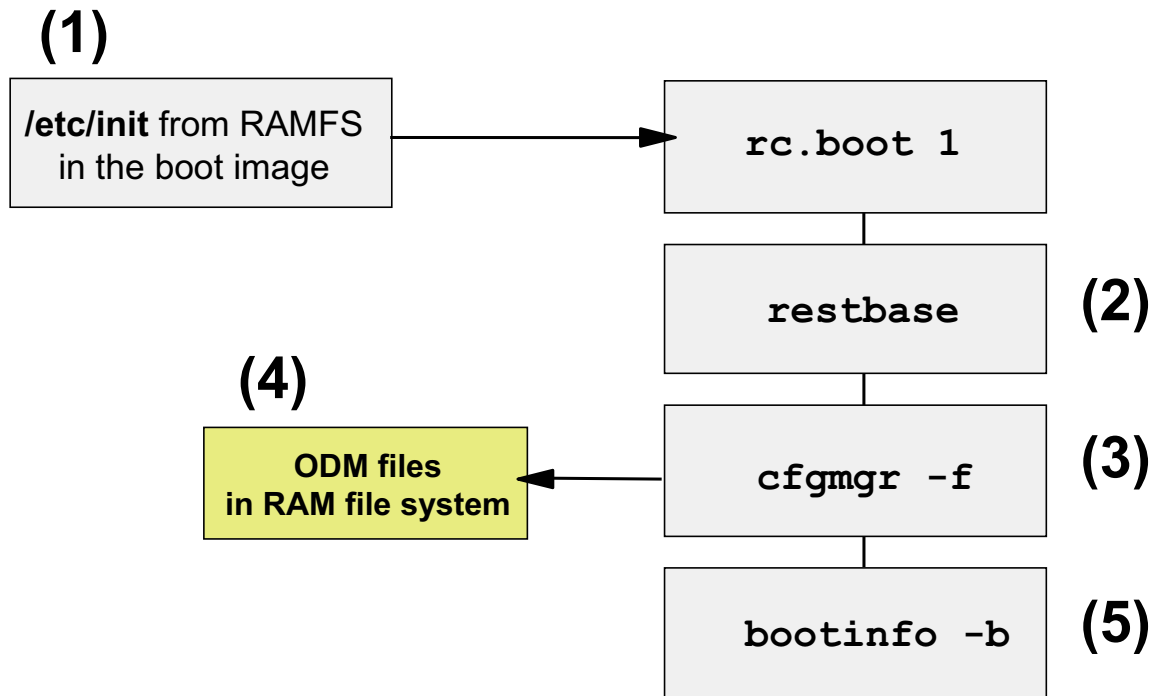 (1)
/etc/init from RAMFS
in the boot image
rc.boot 1
restbase
(2)
(4)
ODM files
in RAM file system
cfgmgr -f
(3)
bootinfo -b
(5)